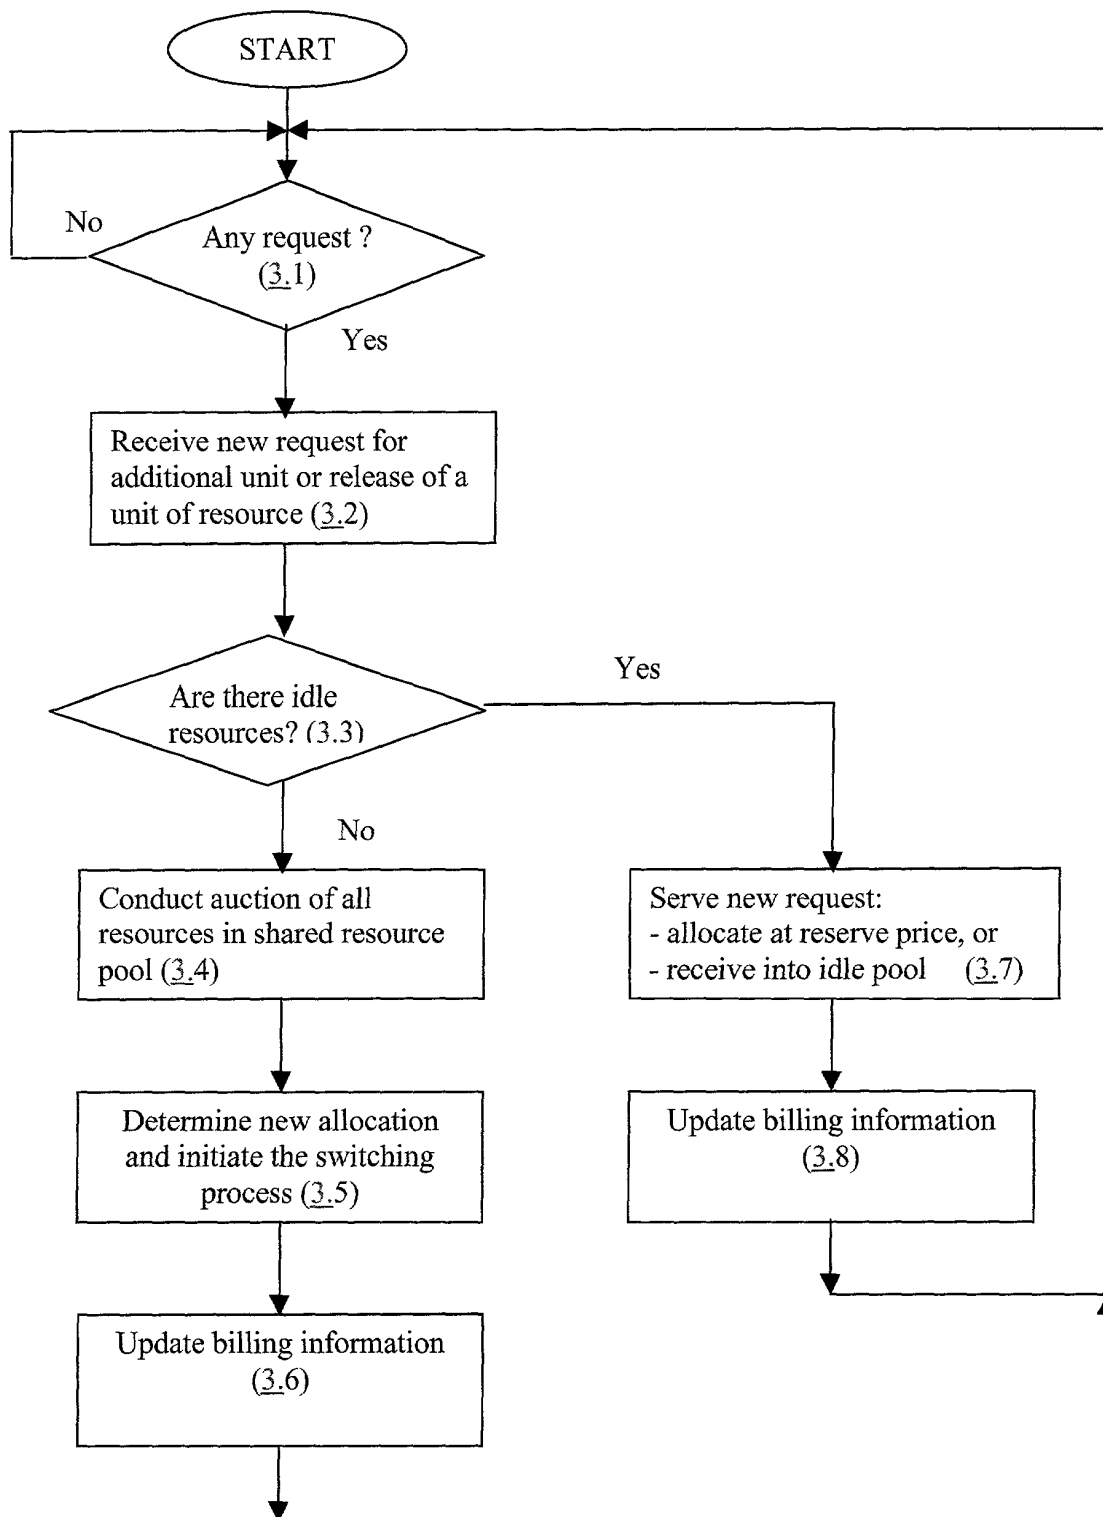 START
No
Any request ?
(3.1)
Yes
Receive new request for
additional unit or release of a
unit of resource (3.2)
Yes
Are there idle
resources? (3.3)
No
Conduct auction of all
resources in shared resource
pool (3.4)
Serve new request:
- allocate at reserve price, or
- receive into idle pool (3.7)
Determine new allocation
and initiate the switching
process (3.5)
Update billing information
(3.8)
Update billing information
(3.6)